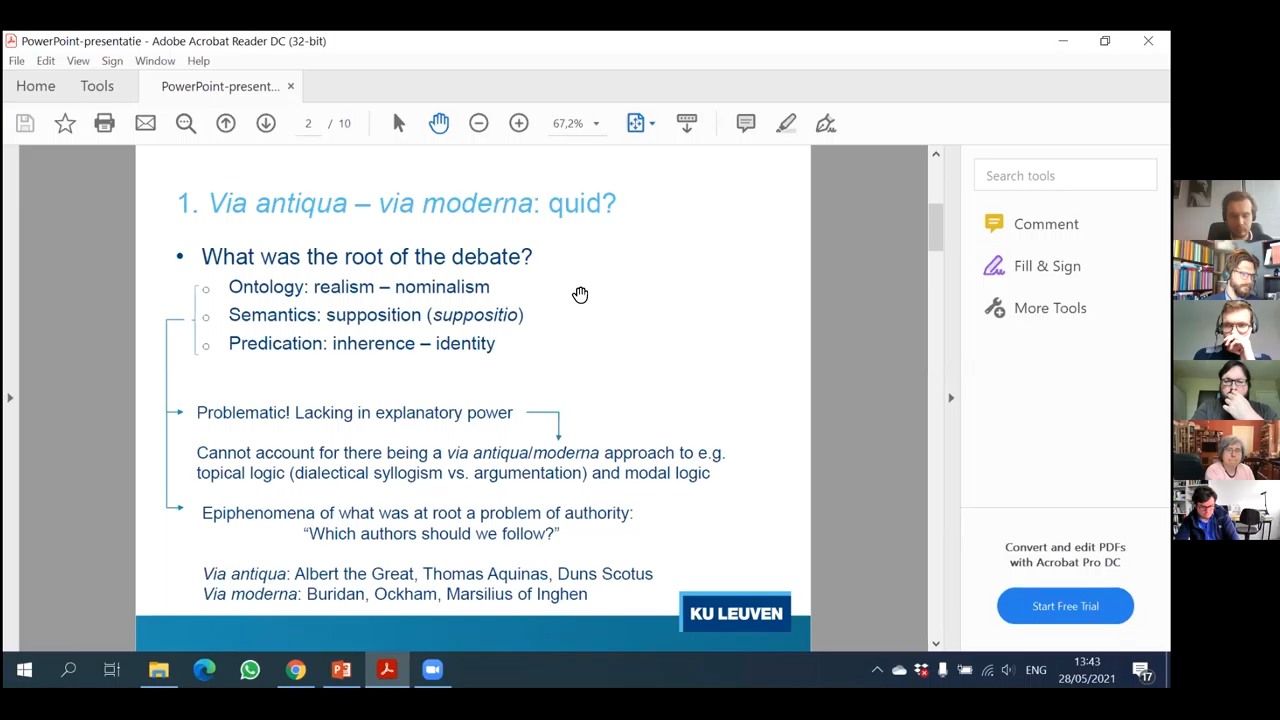 PowerPoint-presentatie - Adobe Acrobat Reader DC (32-bit)
File Edit View Sign Window Help
Home Tools PowerPoint-present... ×
2 / 10 67,2%
Search tools
1. Via antiqua – via moderna: quid?
• What was the root of the debate?
○ Ontology: realism – nominalism
○ Semantics: supposition (suppositio)
○ Predication: inherence – identity
Problematic! Lacking in explanatory power
Cannot account for there being a via antiqua/moderna approach to e.g.
topical logic (dialectical syllogism vs. argumentation) and modal logic
Epiphenomena of what was at root a problem of authority:
“Which authors should we follow?”
Via antiqua: Albert the Great, Thomas Aquinas, Duns Scotus
Via moderna: Buridan, Ockham, Marsilius of Inghen
KU LEUVEN
Comment
Fill & Sign
More Tools
Convert and edit PDFs
with Acrobat Pro DC
Start Free Trial
ENG
13:43
28/05/2021
17